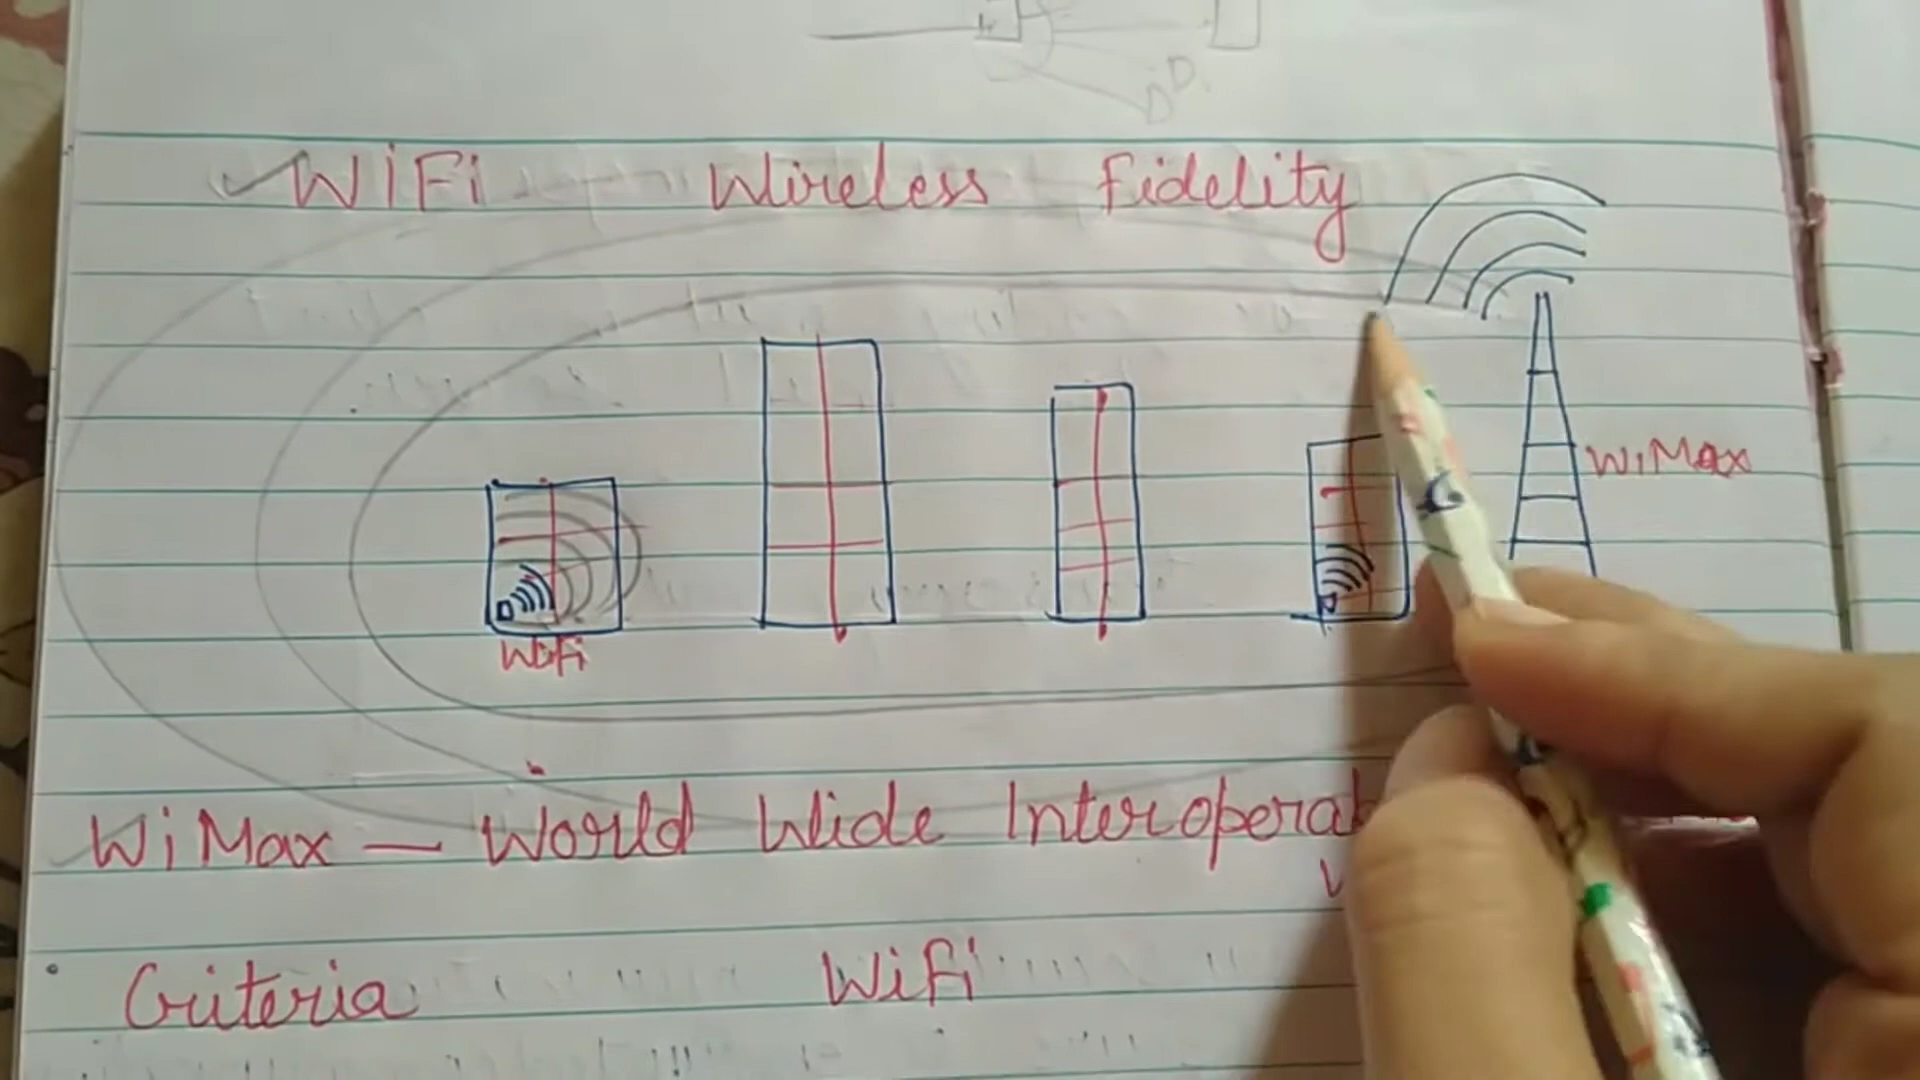 WiFi - Wireless Fidelity
WiMax
WiFi
WiMax — World Wide Interoperab
Criteria WiFi